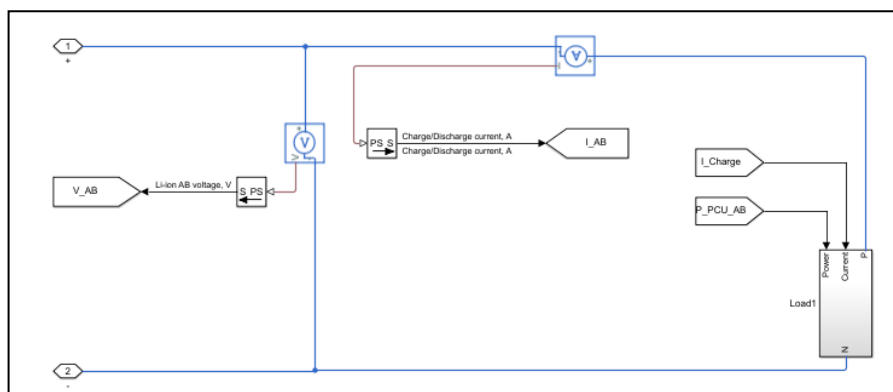 1
+
A
+
V
+
-
V
PS S
Charge/Discharge current, A
Charge/Discharge current, A
I_AB
I_Charge
V_AB
Li-ion AB voltage, V
S PS
P_PCU_AB
Power
Current
P
Load1
N
2
-